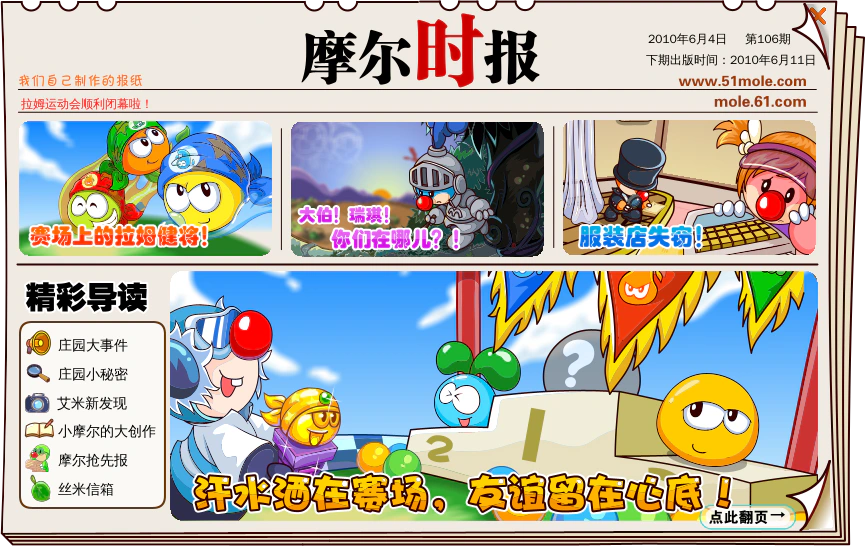 摩尔时报
2010年6月4日 第106期
下期出版时间：2010年6月11日
我们自己制作的报纸
www.51mole.com
拉姆运动会顺利闭幕啦！
mole.61.com
赛场上的拉姆健将！
大伯！瑞琪！
你们在哪儿？！
服装店失窃！
精彩导读
庄园大事件
庄园小秘密
艾米新发现
小摩尔的大创作
摩尔抢先报
丝米信箱
?
1
2
汗水洒在赛场，友谊留在心底！
点此翻页→